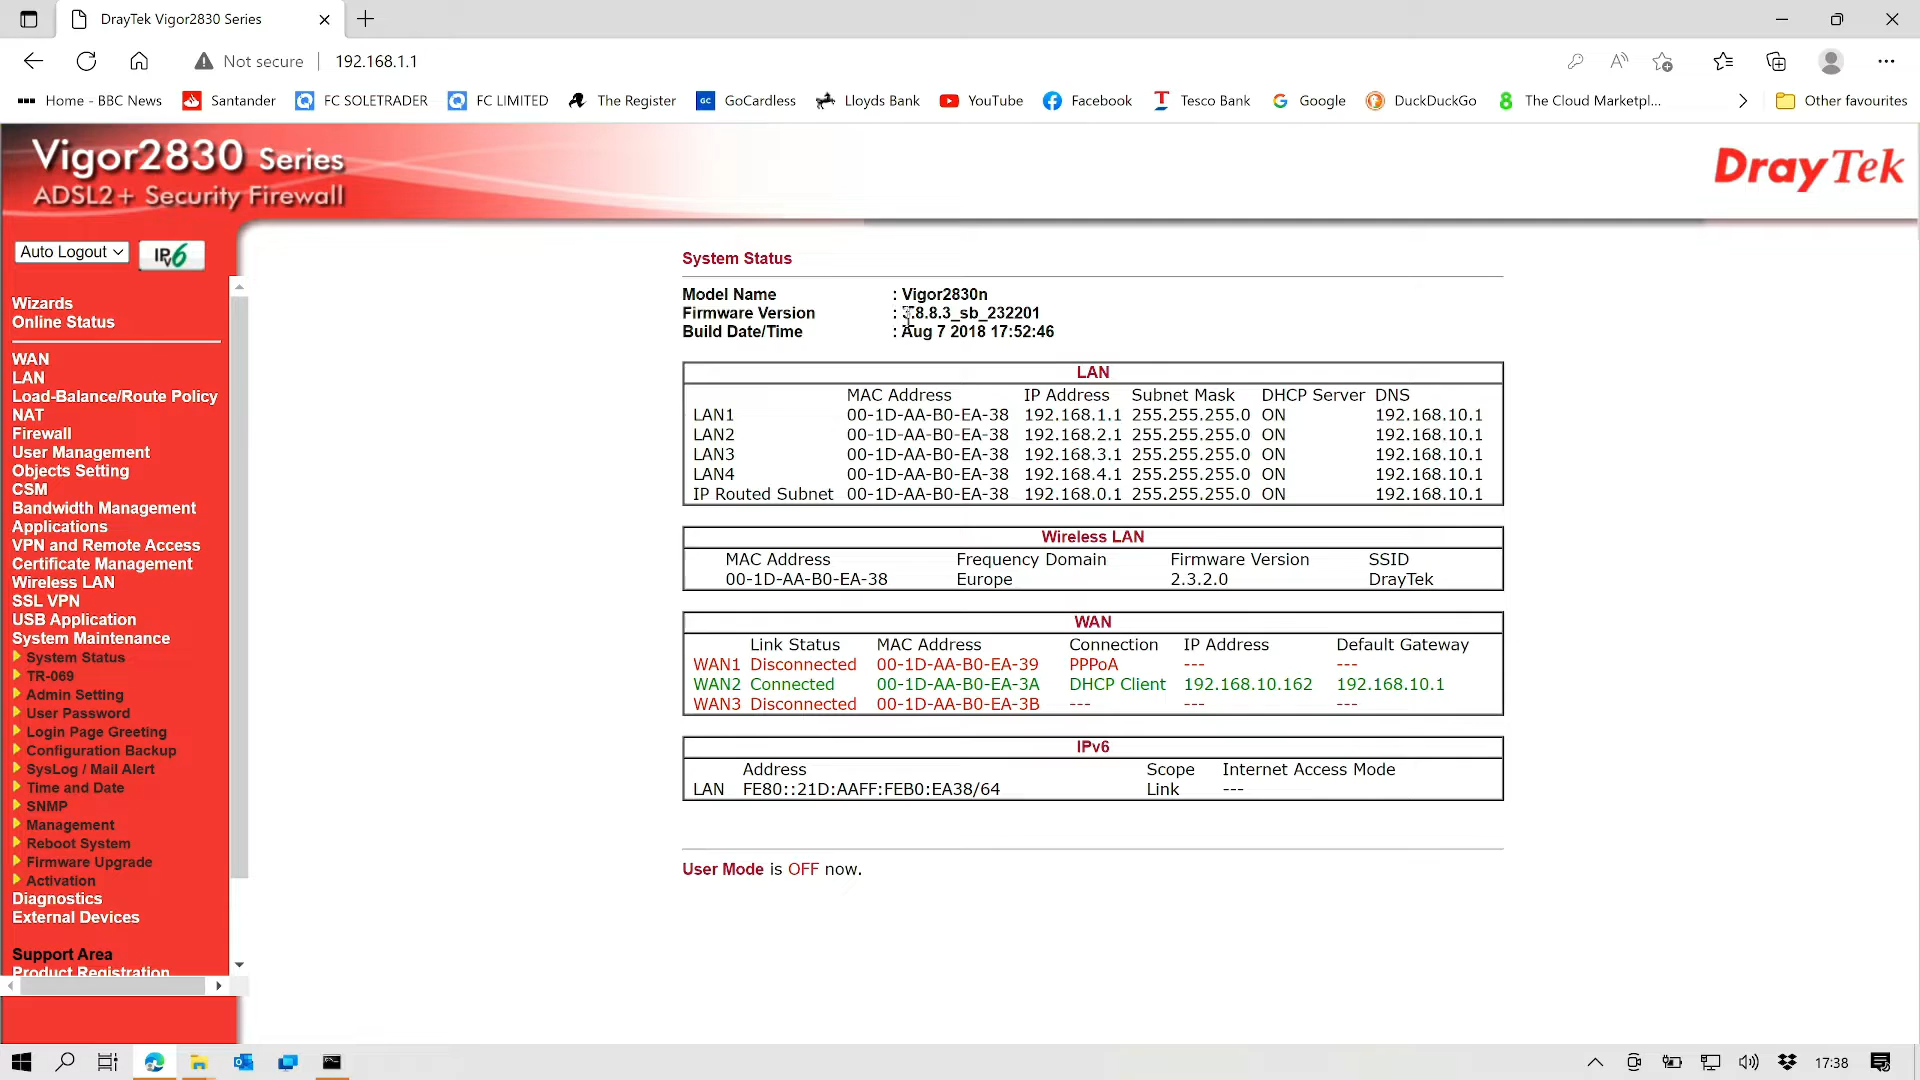 DrayTek Vigor2830 Series
Not secure
192.168.1.1
Home - BBC News
Santander
FC SOLETRADER
FC LIMITED
The Register
GC
GoCardless
Lloyds Bank
YouTube
Facebook
Tesco Bank
Google
DuckDuckGo
The Cloud Marketpl...
Other favourites
Vigor2830 Series
ADSL2+ Security Firewall
DrayTek
Auto Logout
IPv6
Wizards
Online Status
WAN
LAN
Load-Balance/Route Policy
NAT
Firewall
User Management
Objects Setting
CSM
Bandwidth Management
Applications
VPN and Remote Access
Certificate Management
Wireless LAN
SSL VPN
USB Application
System Maintenance
System Status
TR-069
Admin Setting
User Password
Login Page Greeting
Configuration Backup
SysLog / Mail Alert
Time and Date
SNMP
Management
Reboot System
Firmware Upgrade
Activation
Diagnostics
External Devices
Support Area
Product Registration
System Status
Model Name : Vigor2830n
Firmware Version : 3.8.8.3_sb_232201
Build Date/Time : Aug 7 2018 17:52:46
LAN
MAC Address IP Address Subnet Mask DHCP Server DNS
LAN1 00-1D-AA-B0-EA-38 192.168.1.1 255.255.255.0 ON 192.168.10.1
LAN2 00-1D-AA-B0-EA-38 192.168.2.1 255.255.255.0 ON 192.168.10.1
LAN3 00-1D-AA-B0-EA-38 192.168.3.1 255.255.255.0 ON 192.168.10.1
LAN4 00-1D-AA-B0-EA-38 192.168.4.1 255.255.255.0 ON 192.168.10.1
IP Routed Subnet 00-1D-AA-B0-EA-38 192.168.0.1 255.255.255.0 ON 192.168.10.1
Wireless LAN
MAC Address Frequency Domain Firmware Version SSID
00-1D-AA-B0-EA-38 Europe 2.3.2.0 DrayTek
WAN
Link Status MAC Address Connection IP Address Default Gateway
WAN1 Disconnected 00-1D-AA-B0-EA-39 PPPoA --- ---
WAN2 Connected 00-1D-AA-B0-EA-3A DHCP Client 192.168.10.162 192.168.10.1
WAN3 Disconnected 00-1D-AA-B0-EA-3B --- --- ---
IPv6
Address Scope Internet Access Mode
LAN FE80::21D:AAFF:FEB0:EA38/64 Link ---
User Mode is OFF now.
17:38